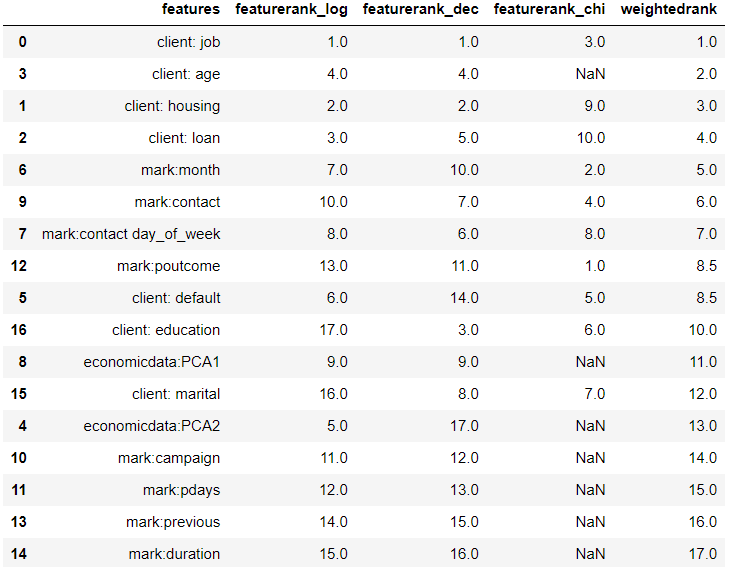 features featurerank_log featurerank_dec featurerank_chi weightedrank
0 client: job 1.0 1.0 3.0 1.0
3 client: age 4.0 4.0 NaN 2.0
1 client: housing 2.0 2.0 9.0 3.0
2 client: loan 3.0 5.0 10.0 4.0
6 mark:month 7.0 10.0 2.0 5.0
9 mark:contact 10.0 7.0 4.0 6.0
7 mark:contact day_of_week 8.0 6.0 8.0 7.0
12 mark:poutcome 13.0 11.0 1.0 8.5
5 client: default 6.0 14.0 5.0 8.5
16 client: education 17.0 3.0 6.0 10.0
8 economicdata:PCA1 9.0 9.0 NaN 11.0
15 client: marital 16.0 8.0 7.0 12.0
4 economicdata:PCA2 5.0 17.0 NaN 13.0
10 mark:campaign 11.0 12.0 NaN 14.0
11 mark:pdays 12.0 13.0 NaN 15.0
13 mark:previous 14.0 15.0 NaN 16.0
14 mark:duration 15.0 16.0 NaN 17.0